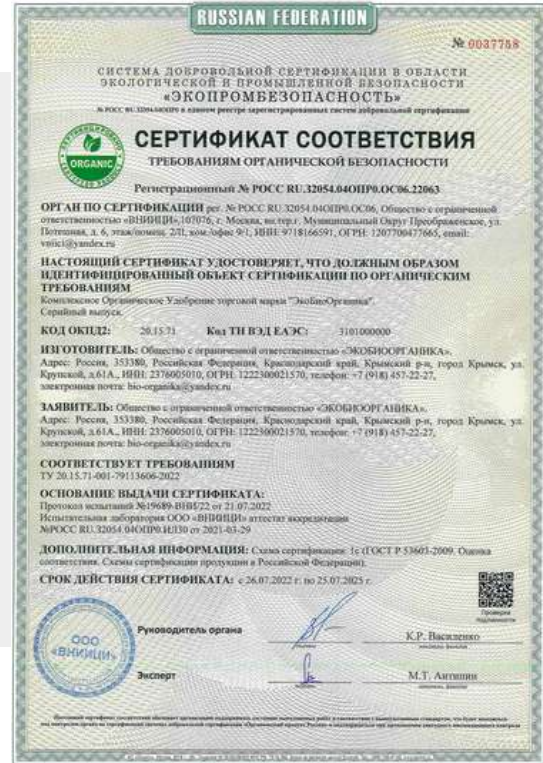 RUSSIAN FEDERATION
№ 0037758
СИСТЕМА ДОБРОВОЛЬНОЙ СЕРТИФИКАЦИИ В ОБЛАСТИ
ЭКОЛОГИЧЕСКОЙ И ПРОМЫШЛЕННОЙ БЕЗОПАСНОСТИ
«ЭКОПРОМБЕЗОПАСНОСТЬ»
в едином реестре зарегистрированных систем добровольной сертификации
ORGANIC
СЕРТИФИКАТ СООТВЕТСТВИЯ
ТРЕБОВАНИЯМ ОРГАНИЧЕСКОЙ БЕЗОПАСНОСТИ
Регистрационный № РОСС RU.32054.04ОПР0.ОС06.22063
ОРГАН ПО СЕРТИФИКАЦИИ рег. № РОСС RU.32054.04ОПР0.ОС06, Общество с ограниченной
ответственностью «ВНИИЦИ»,107076, г. Москва, вн.тер.г. Муниципальный Округ Преображенское, ул.
Потешная, д. 6, этаж/помещ. 2/II, ком./офис 9/1, ИНН: 9718166591, ОГРН: 1207700477665, email:
vniici@yandex.ru
НАСТОЯЩИЙ СЕРТИФИКАТ УДОСТОВЕРЯЕТ, ЧТО ДОЛЖНЫМ ОБРАЗОМ
ИДЕНТИФИЦИРОВАННЫЙ ОБЪЕКТ СЕРТИФИКАЦИИ ПО ОРГАНИЧЕСКИМ
ТРЕБОВАНИЯМ
Комплексное Органическое Удобрение торговой марки "ЭкоБиоОрганика".
Серийный выпуск.
КОД ОКПД2: 20.15.71 Код ТН ВЭД ЕАЭС: 3101000000
ИЗГОТОВИТЕЛЬ: Общество с ограниченной ответственностью «ЭКОБИООРГАНИКА».
Адрес: Россия, 353380, Российская Федерация, Краснодарский край, Крымский р-н, город Крымск, ул.
Крупской, д.61А., ИНН: 2376005010, ОГРН: 1222300021570, телефон: +7 (918) 457-22-27,
электронная почта: bio-organika@yandex.ru
ЗАЯВИТЕЛЬ: Общество с ограниченной ответственностью «ЭКОБИООРГАНИКА».
Адрес: Россия, 353380, Российская Федерация, Краснодарский край, Крымский р-н, город Крымск, ул.
Крупской, д.61А., ИНН: 2376005010, ОГРН: 1222300021570, телефон: +7 (918) 457-22-27,
электронная почта: bio-organika@yandex.ru
СООТВЕТСТВУЕТ ТРЕБОВАНИЯМ
ТУ 20.15.71-001-79113606-2022
ОСНОВАНИЕ ВЫДАЧИ СЕРТИФИКАТА:
Протокол испытаний №19689-ВНИ/22 от 21.07.2022
Испытательная лаборатория ООО «ВНИИЦИ» аттестат аккредитации
№РОСС RU.32054.04ОПР0.ИЛ30 от 2021-03-29
ДОПОЛНИТЕЛЬНАЯ ИНФОРМАЦИЯ: Схема сертификации: 1с (ГОСТ Р 53603-2009. Оценка
соответствия. Схемы сертификации продукции в Российской Федерации).
СРОК ДЕЙСТВИЯ СЕРТИФИКАТА: с 26.07.2022 г. по 25.07.2025 г.
Проверка
подлинности
ООО
«ВНИИЦИ»
Руководитель органа
К.Р. Василенко
Эксперт
М.Т. Антипин